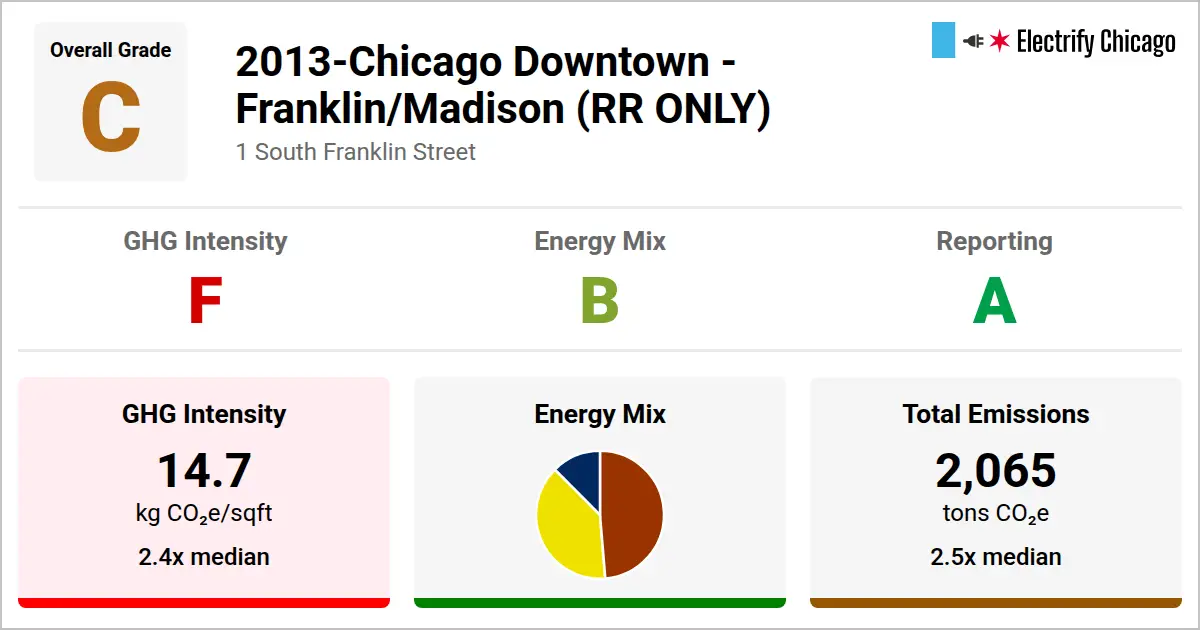 Overall Grade
C
2013-Chicago Downtown -
Franklin/Madison (RR ONLY)
1 South Franklin Street
Electrify Chicago
GHG Intensity
F
Energy Mix
B
Reporting
A
GHG Intensity
14.7
kg CO₂e/sqft
2.4x median
Energy Mix
Total Emissions
2,065
tons CO₂e
2.5x median